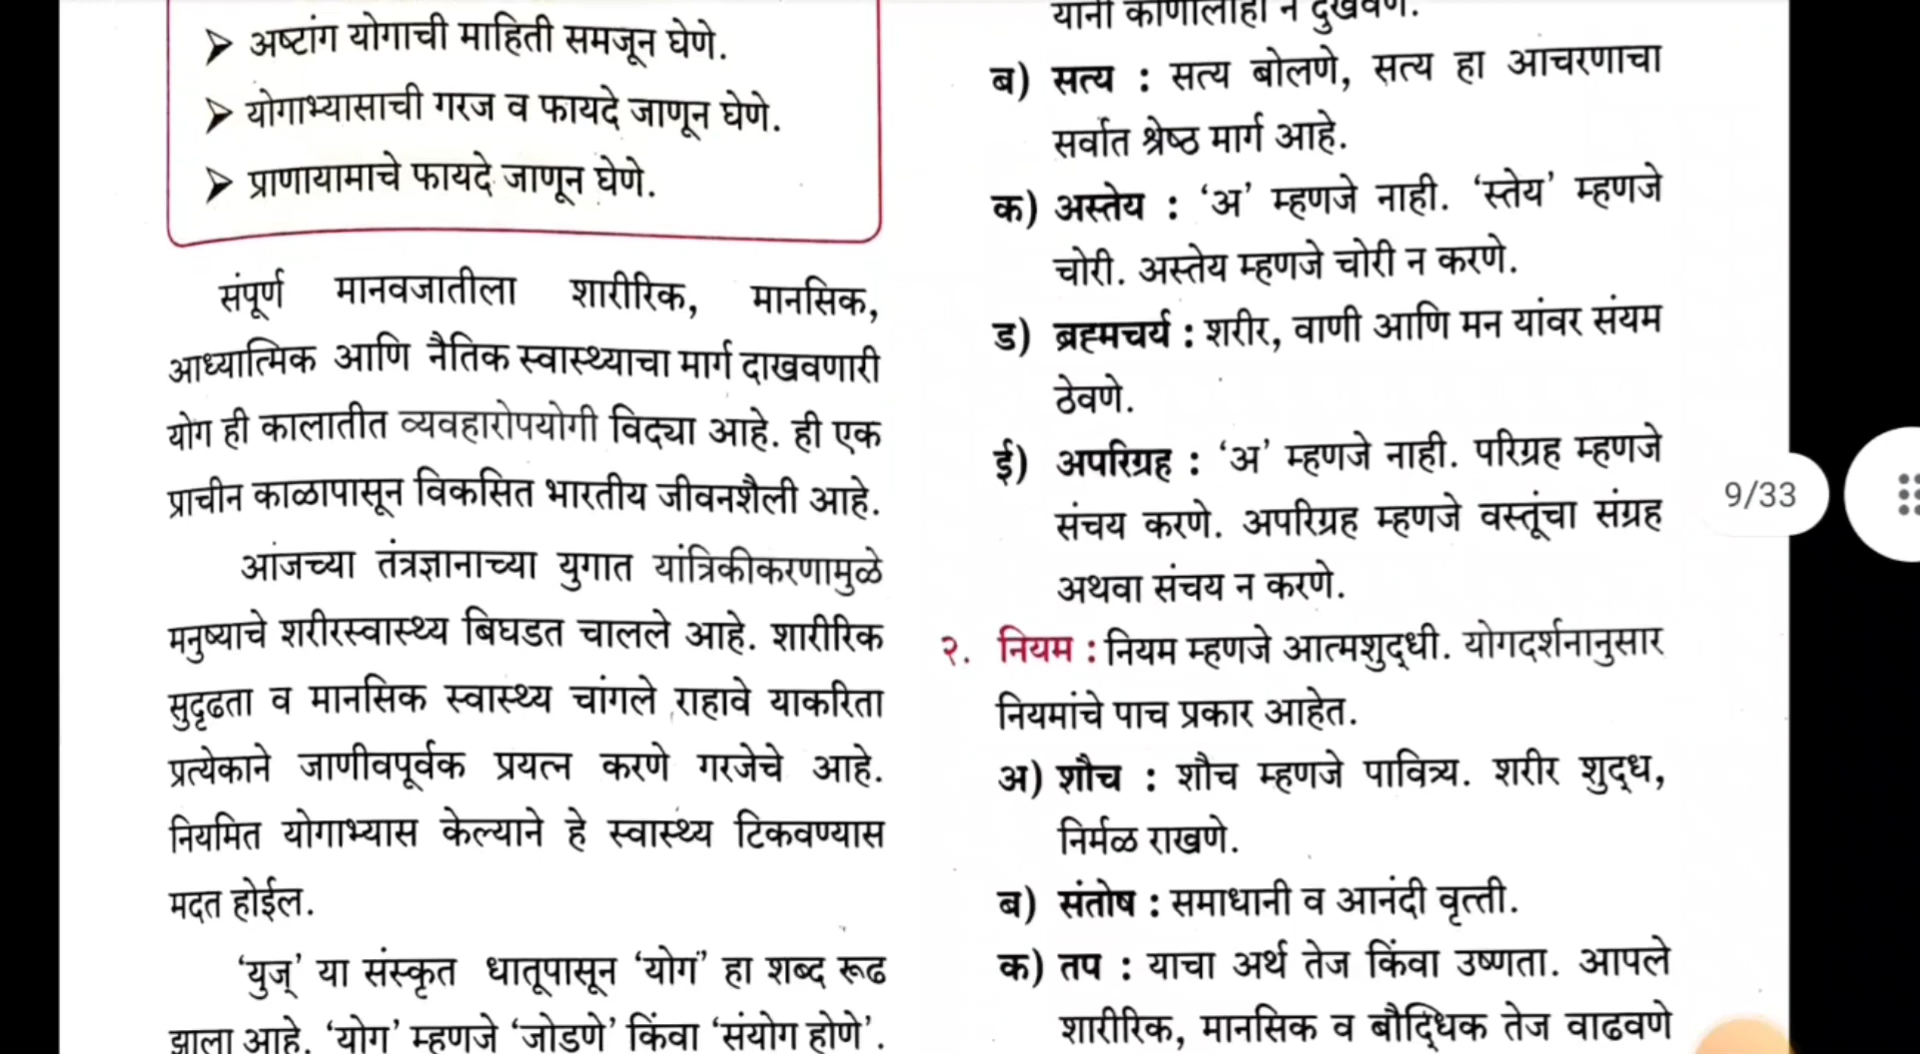 ➢ अष्टांग योगाची माहिती समजून घेणे.
➢ योगाभ्यासाची गरज व फायदे जाणून घेणे.
➢ प्राणायामाचे फायदे जाणून घेणे.
संपूर्ण मानवजातीला शारीरिक, मानसिक,
आध्यात्मिक आणि नैतिक स्वास्थ्याचा मार्ग दाखवणारी
योग ही कालातीत व्यवहारोपयोगी विद्या आहे. ही एक
प्राचीन काळापासून विकसित भारतीय जीवनशैली आहे.
आजच्या तंत्रज्ञानाच्या युगात यांत्रिकीकरणामुळे
मनुष्याचे शरीरस्वास्थ्य बिघडत चालले आहे. शारीरिक
सुदृढता व मानसिक स्वास्थ्य चांगले राहावे याकरिता
प्रत्येकाने जाणीवपूर्वक प्रयत्न करणे गरजेचे आहे.
नियमित योगाभ्यास केल्याने हे स्वास्थ्य टिकवण्यास
मदत होईल.
‘युज्’ या संस्कृत धातूपासून ‘योग’ हा शब्द रूढ
झाला आहे. ‘योग’ म्हणजे ‘जोडणे’ किंवा ‘संयोग होणे’.
यांनी कोणालाही न दुखवणे.
ब) सत्य : सत्य बोलणे, सत्य हा आचरणाचा
सर्वात श्रेष्ठ मार्ग आहे.
क) अस्तेय : ‘अ’ म्हणजे नाही. ‘स्तेय’ म्हणजे
चोरी. अस्तेय म्हणजे चोरी न करणे.
ड) ब्रह्मचर्य : शरीर, वाणी आणि मन यांवर संयम
ठेवणे.
ई) अपरिग्रह : ‘अ’ म्हणजे नाही. परिग्रह म्हणजे
संचय करणे. अपरिग्रह म्हणजे वस्तूंचा संग्रह
अथवा संचय न करणे.
२. नियम : नियम म्हणजे आत्मशुद्धी. योगदर्शनानुसार
नियमांचे पाच प्रकार आहेत.
अ) शौच : शौच म्हणजे पावित्र्य. शरीर शुद्ध,
निर्मळ राखणे.
ब) संतोष : समाधानी व आनंदी वृत्ती.
क) तप : याचा अर्थ तेज किंवा उष्णता. आपले
शारीरिक, मानसिक व बौद्धिक तेज वाढवणे
9/33